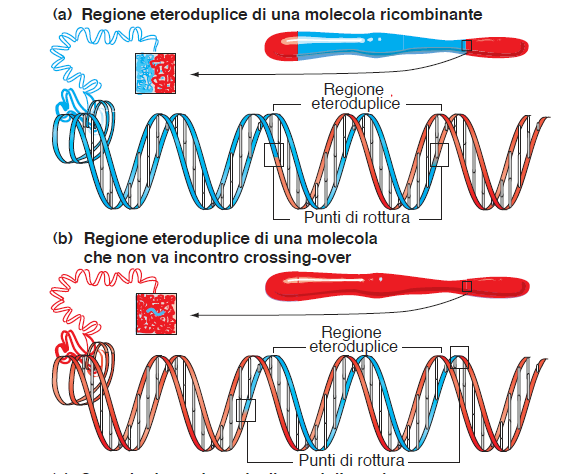 (a) Regione eteroduplice di una molecola ricombinante
Regione
eteroduplice
Punti di rottura
(b) Regione eteroduplice di una molecola
che non va incontro crossing-over
Regione
eteroduplice
Punti di rottura